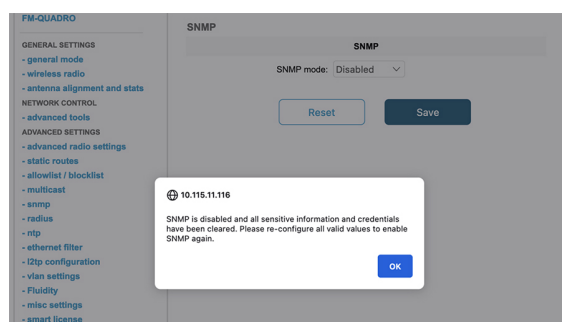 FM-QUADRO
GENERAL SETTINGS
- general mode
- wireless radio
- antenna alignment and stats
NETWORK CONTROL
- advanced tools
ADVANCED SETTINGS
- advanced radio settings
- static routes
- allowlist / blocklist
- multicast
- snmp
- radius
- ntp
- ethernet filter
- l2tp configuration
- vlan settings
- Fluidity
- misc settings
- smart license
SNMP
SNMP
SNMP mode: Disabled
Reset Save
10.115.11.116
SNMP is disabled and all sensitive information and credentials
have been cleared. Please re-configure all valid values to enable
SNMP again.
OK